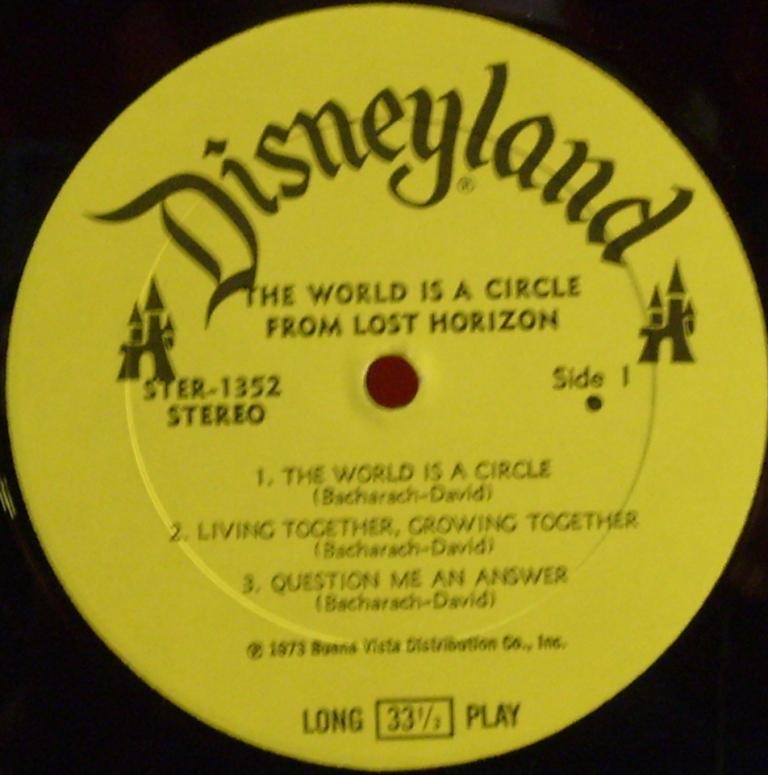 Disneyland
®
THE WORLD IS A CIRCLE
FROM LOST HORIZON
STER-1352
STEREO
Side 1
1. THE WORLD IS A CIRCLE
(Bacharach-David)
2. LIVING TOGETHER, GROWING TOGETHER
(Bacharach-David)
3. QUESTION ME AN ANSWER
(Bacharach-David)
℗ 1973 Buena Vista Distribution Co., Inc.
LONG 33⅓ PLAY